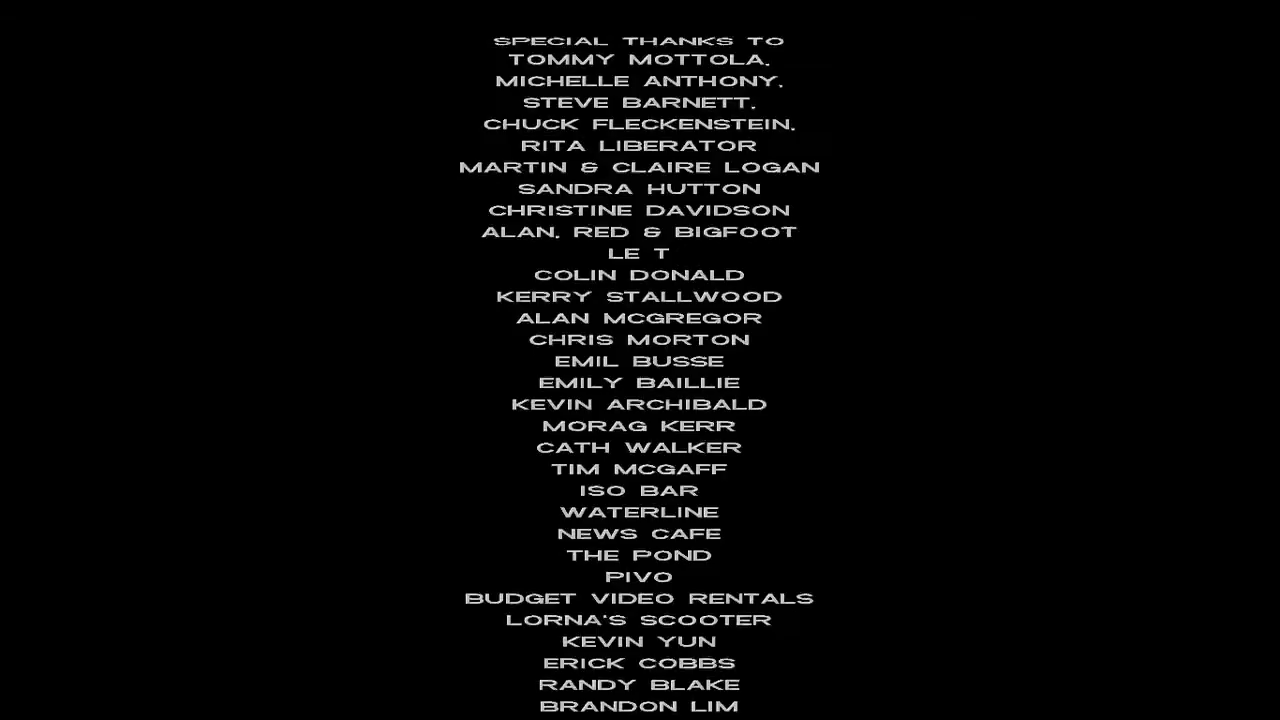 SPECIAL THANKS TO
TOMMY MOTTOLA,
MICHELLE ANTHONY,
STEVE BARNETT,
CHUCK FLECKENSTEIN,
RITA LIBERATOR
MARTIN & CLAIRE LOGAN
SANDRA HUTTON
CHRISTINE DAVIDSON
ALAN, RED & BIGFOOT
LE T
COLIN DONALD
KERRY STALLWOOD
ALAN MCGREGOR
CHRIS MORTON
EMIL BUSSE
EMILY BAILLIE
KEVIN ARCHIBALD
MORAG KERR
CATH WALKER
TIM MCGAFF
ISO BAR
WATERLINE
NEWS CAFE
THE POND
PIVO
BUDGET VIDEO RENTALS
LORNA'S SCOOTER
KEVIN YUN
ERICK COBBS
RANDY BLAKE
BRANDON LIM